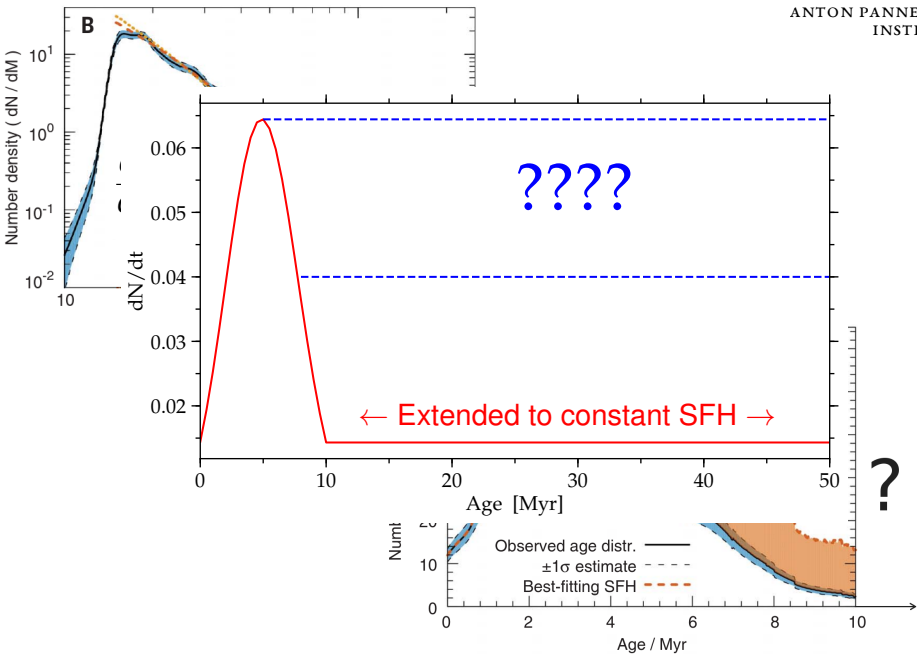 ANTON PANNE
INSTI
B
Number density ( dN / dM )
10¹
10⁰
10⁻¹
10⁻²
10
dN/dt
0.06
0.05
0.04
0.03
0.02
????
← Extended to constant SFH →
0 10 20 30 40 50
Age [Myr]
?
20
10
0
Observed age distr.
±1σ estimate
Best-fitting SFH
0 2 4 6 8 10
Age / Myr